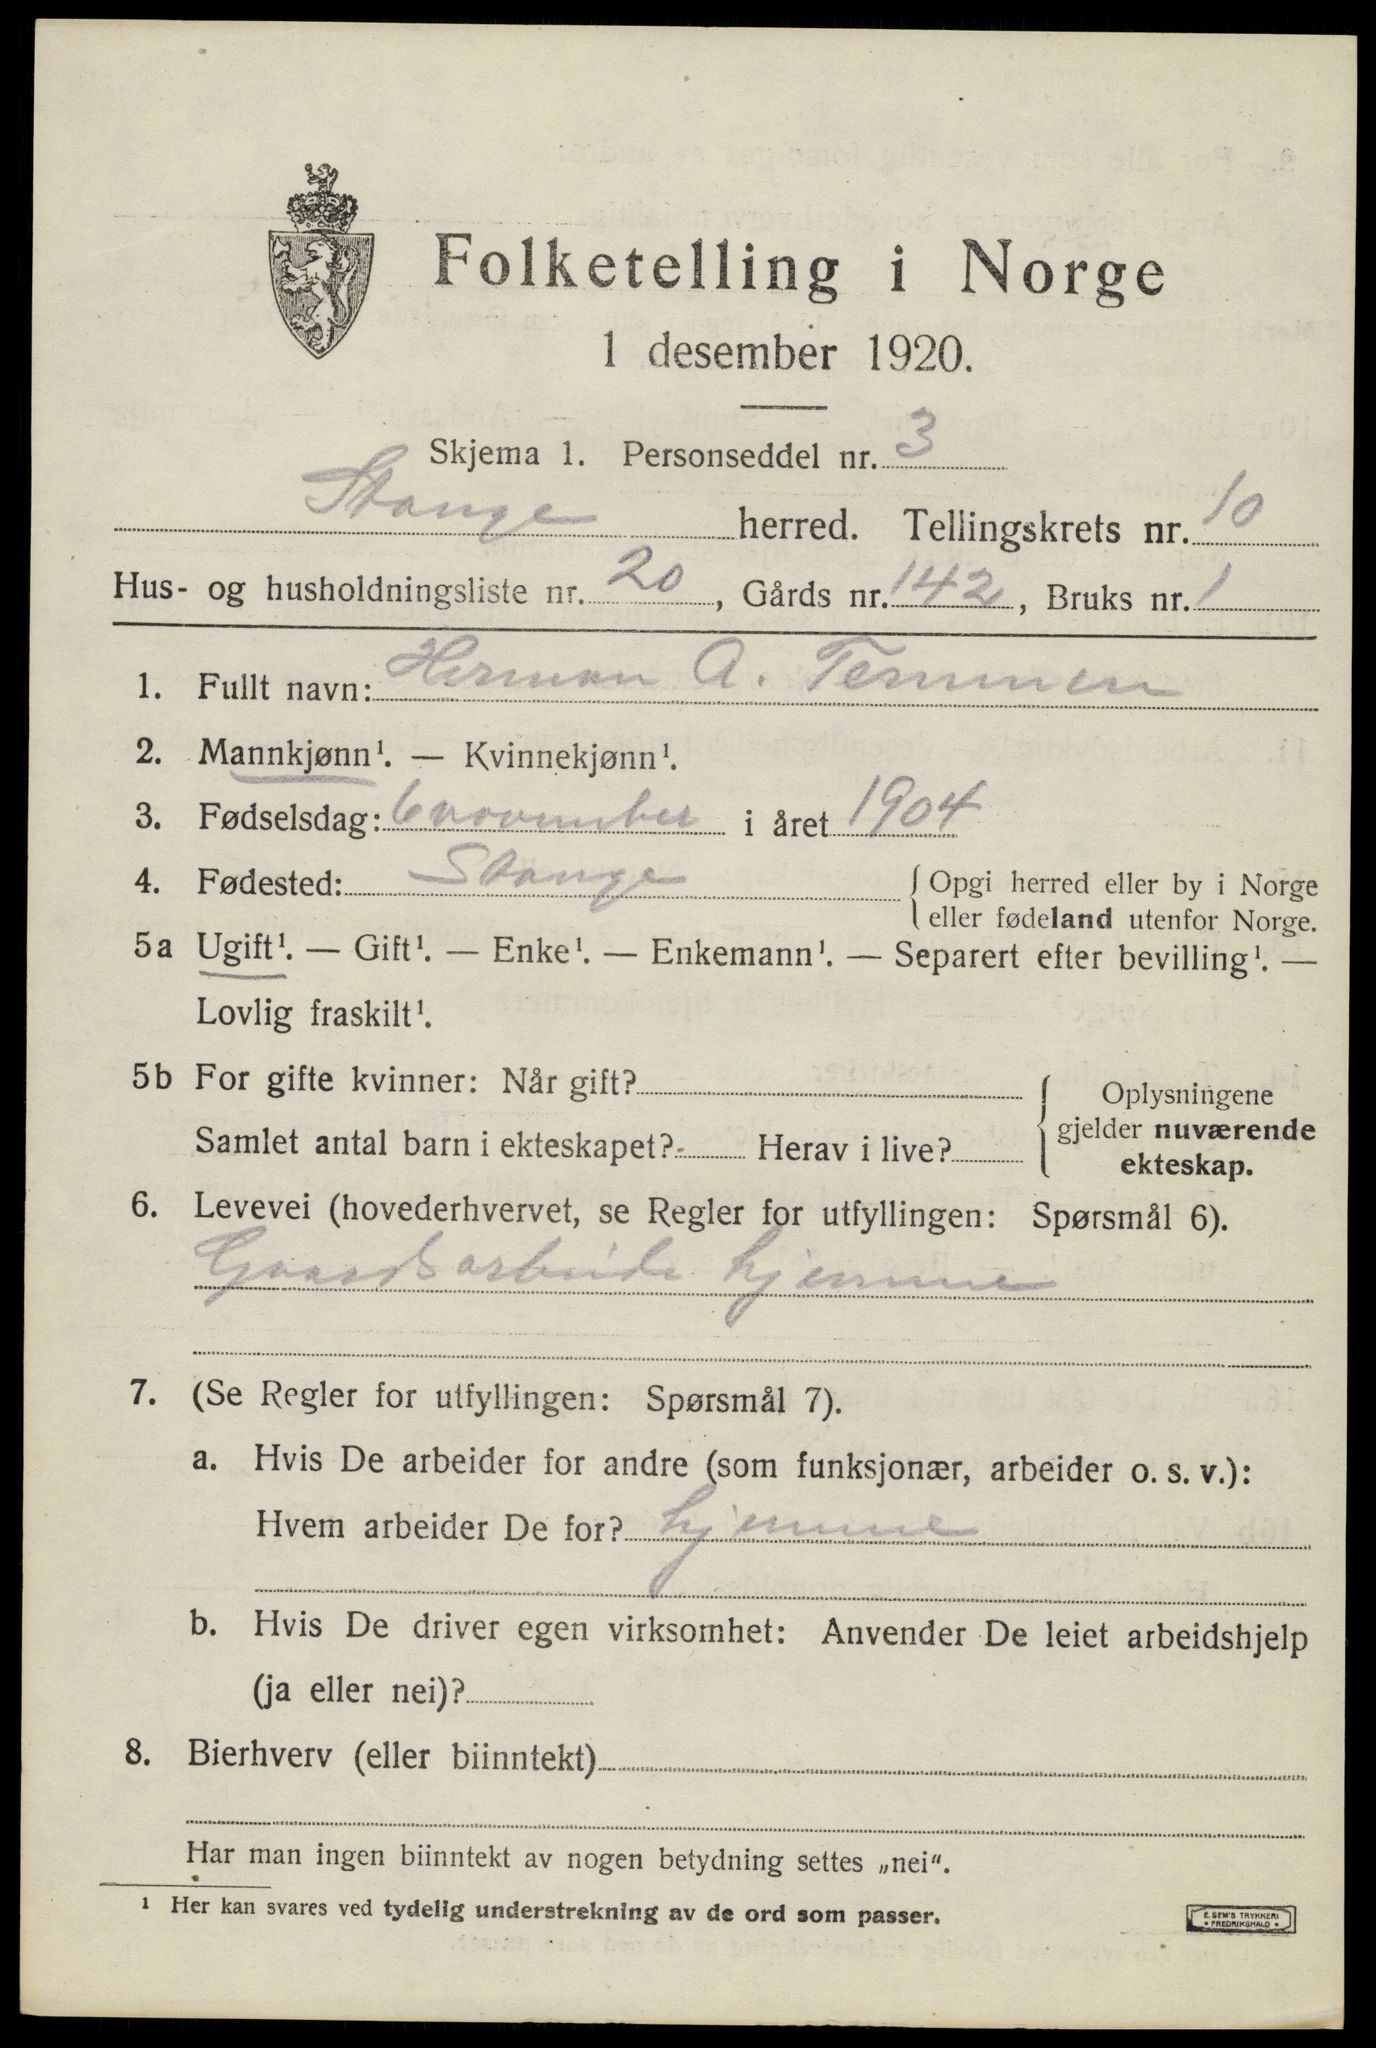 Folketelling i Norge
1 desember 1920.
Skjema 1. Personseddel nr. 3
Stange herred. Tellingskrets nr. 10
Hus- og husholdningsliste nr. 20, Gårds nr. 142, Bruks nr. 1
1. Fullt navn: Herman A. Temmen
2. Mannkjønn¹. — Kvinnekjønn¹.
3. Fødselsdag: 6 november i året 1904
4. Fødested: Stange { Opgi herred eller by i Norge
eller fødeland utenfor Norge.
5a Ugift¹. — Gift¹. — Enke¹. — Enkemann¹. — Separert efter bevilling¹. —
Lovlig fraskilt¹.
5b For gifte kvinner: Når gift? { Oplysningene
gjelder nuværende
ekteskap.
Samlet antal barn i ekteskapet? Herav i live?
6. Levevei (hovederhvervet, se Regler for utfyllingen: Spørsmål 6).
Gaardsarbeide hjemme
7. (Se Regler for utfyllingen: Spørsmål 7).
a. Hvis De arbeider for andre (som funksjonær, arbeider o. s. v.):
Hvem arbeider De for? hjemme
b. Hvis De driver egen virksomhet: Anvender De leiet arbeidshjelp
(ja eller nei)?
8. Bierhverv (eller biinntekt)
Har man ingen biinntekt av nogen betydning settes „nei“.
¹ Her kan svares ved tydelig understrekning av de ord som passer.
E. SEM'S TRYKKERI
• FREDRIKSHALD •